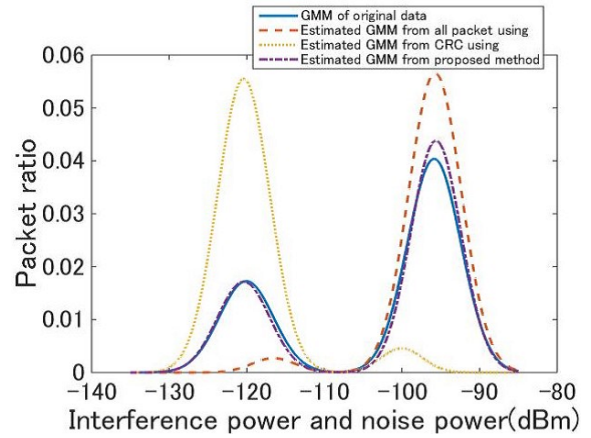 GMM of original data
Estimated GMM from all packet using
Estimated GMM from CRC using
Estimated GMM from proposed method
0.06
0.05
0.04
0.03
0.02
0.01
0
Packet ratio
-140 -130 -120 -110 -100 -90 -80
Interference power and noise power(dBm)